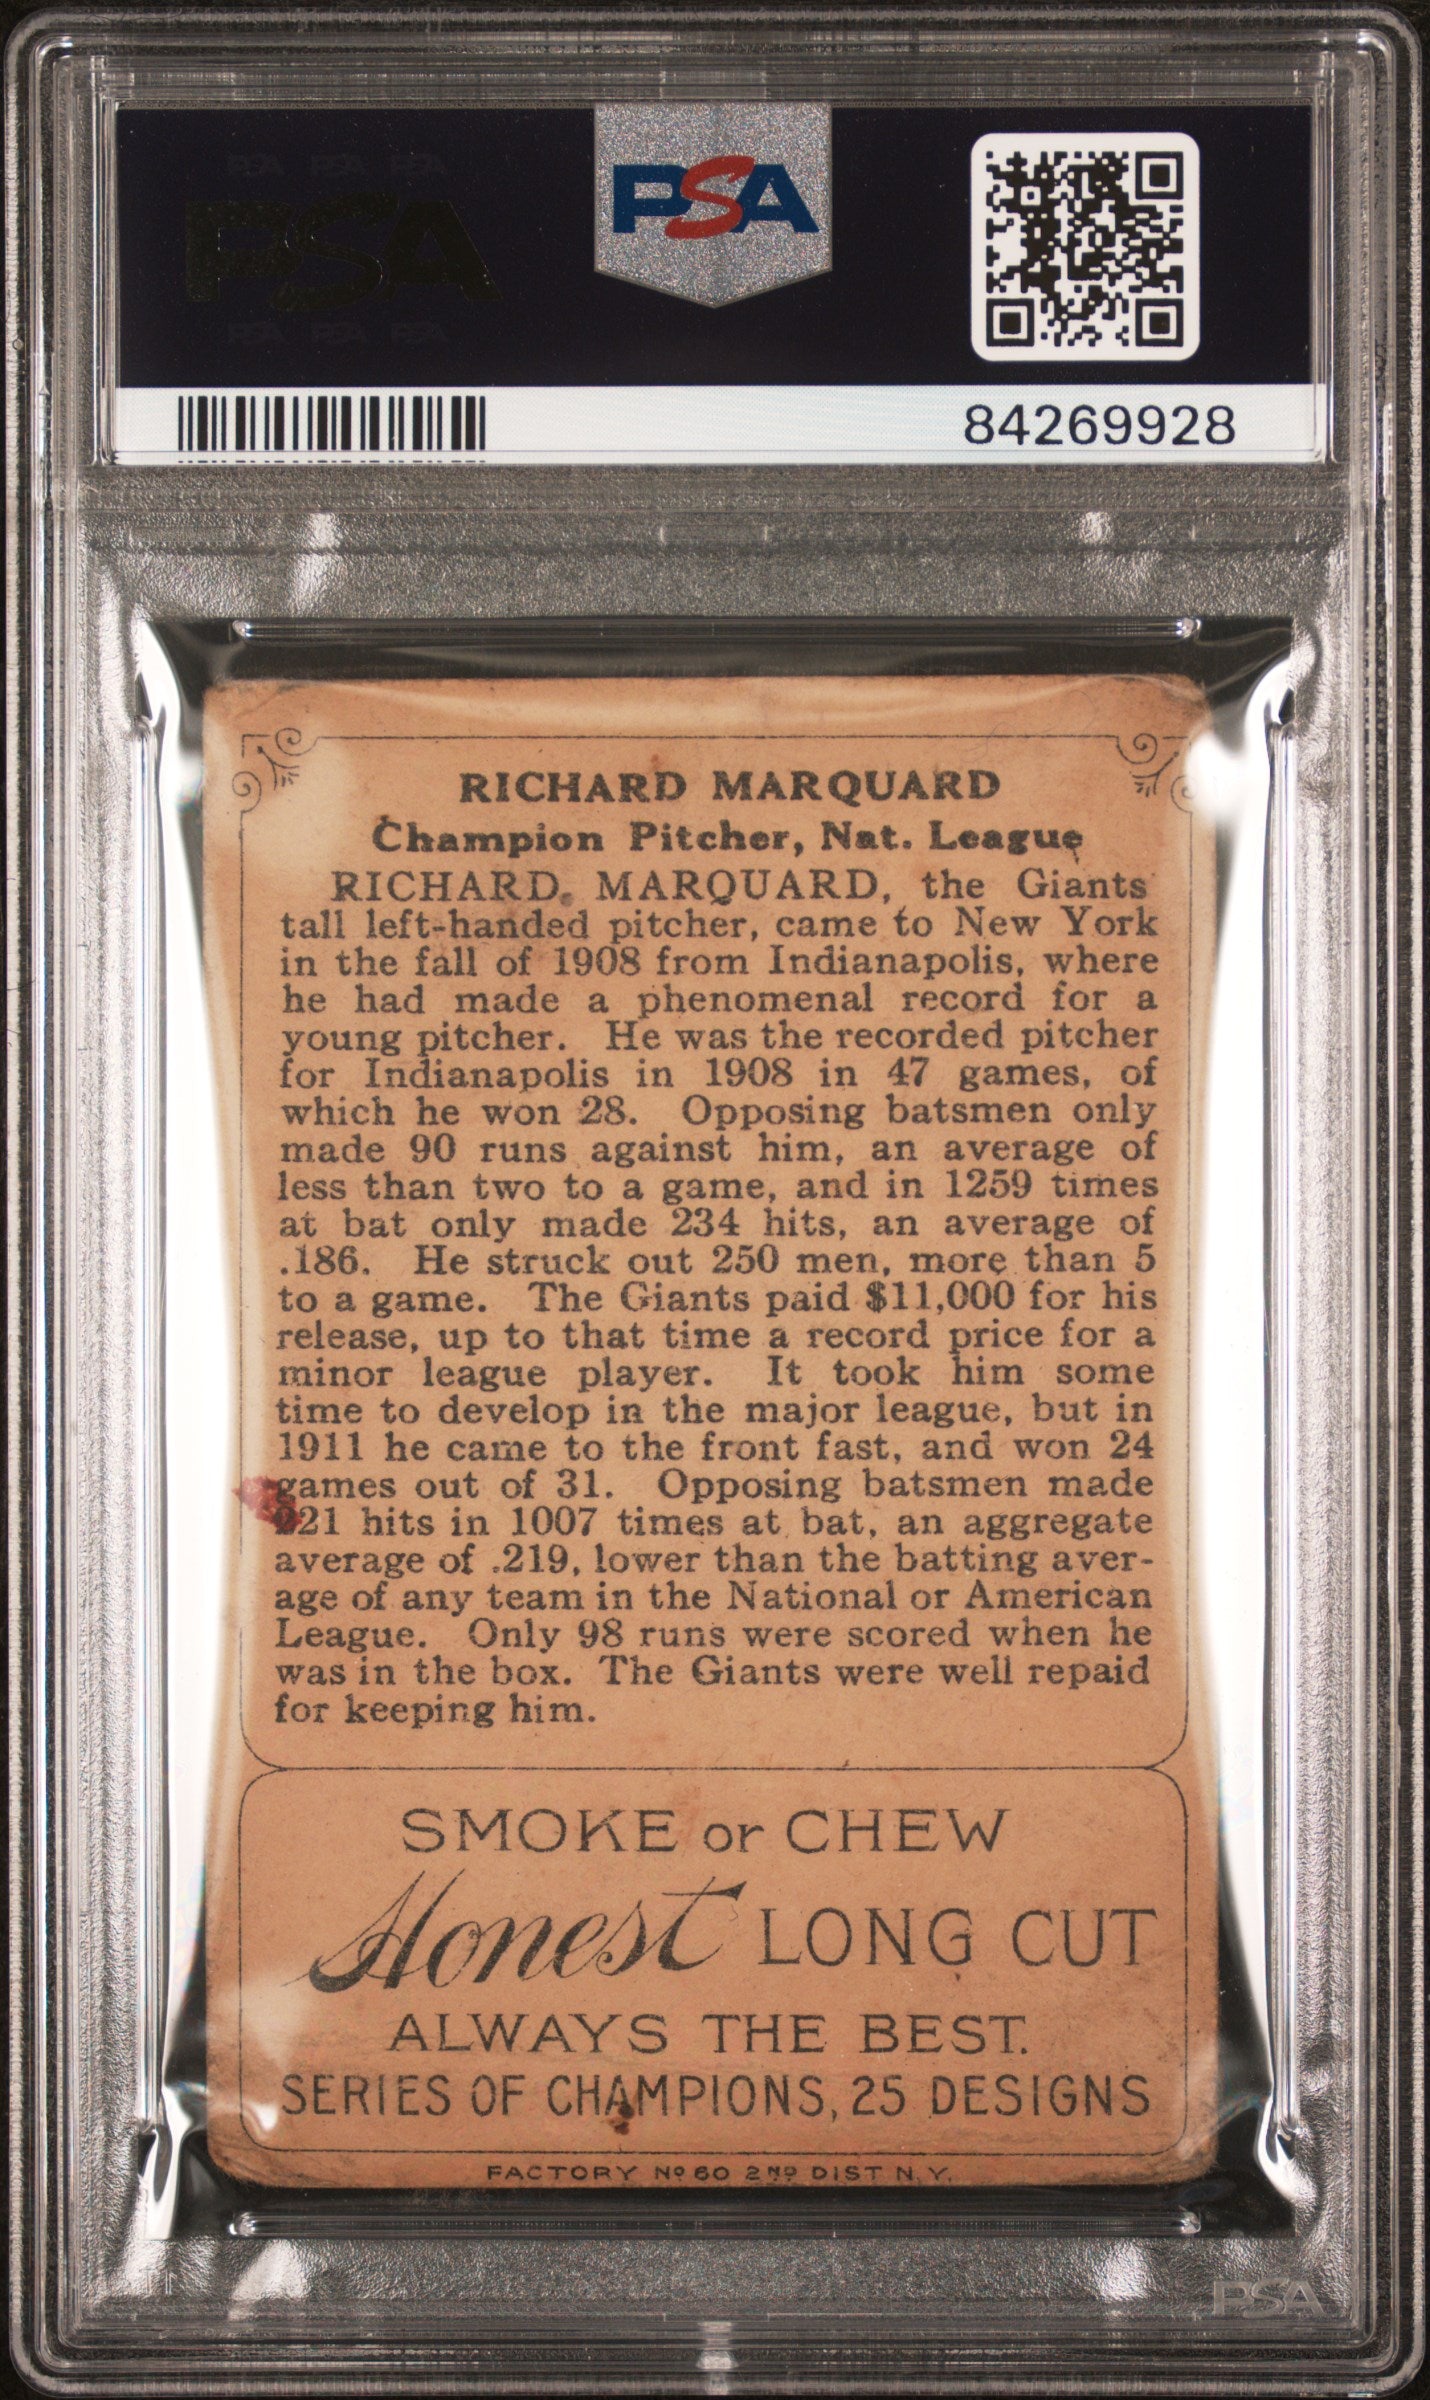 PSA PSA PSA
PSA
PSA PSA PSA
PSA
84269928
RICHARD MARQUARD
Champion Pitcher, Nat. League
RICHARD. MARQUARD, the Giants
tall left-handed pitcher, came to New York
in the fall of 1908 from Indianapolis, where
he had made a phenomenal record for a
young pitcher. He was the recorded pitcher
for Indianapolis in 1908 in 47 games, of
which he won 28. Opposing batsmen only
made 90 runs against him, an average of
less than two to a game, and in 1259 times
at bat only made 234 hits, an average of
.186. He struck out 250 men, more than 5
to a game. The Giants paid $11,000 for his
release, up to that time a record price for a
minor league player. It took him some
time to develop in the major league, but in
1911 he came to the front fast, and won 24
games out of 31. Opposing batsmen made
221 hits in 1007 times at bat, an aggregate
average of .219, lower than the batting aver-
age of any team in the National or American
League. Only 98 runs were scored when he
was in the box. The Giants were well repaid
for keeping him.
SMOKE or CHEW
Honest LONG CUT
ALWAYS THE BEST.
SERIES OF CHAMPIONS, 25 DESIGNS
FACTORY Nº 60 2ND DIST N.Y.
PSA